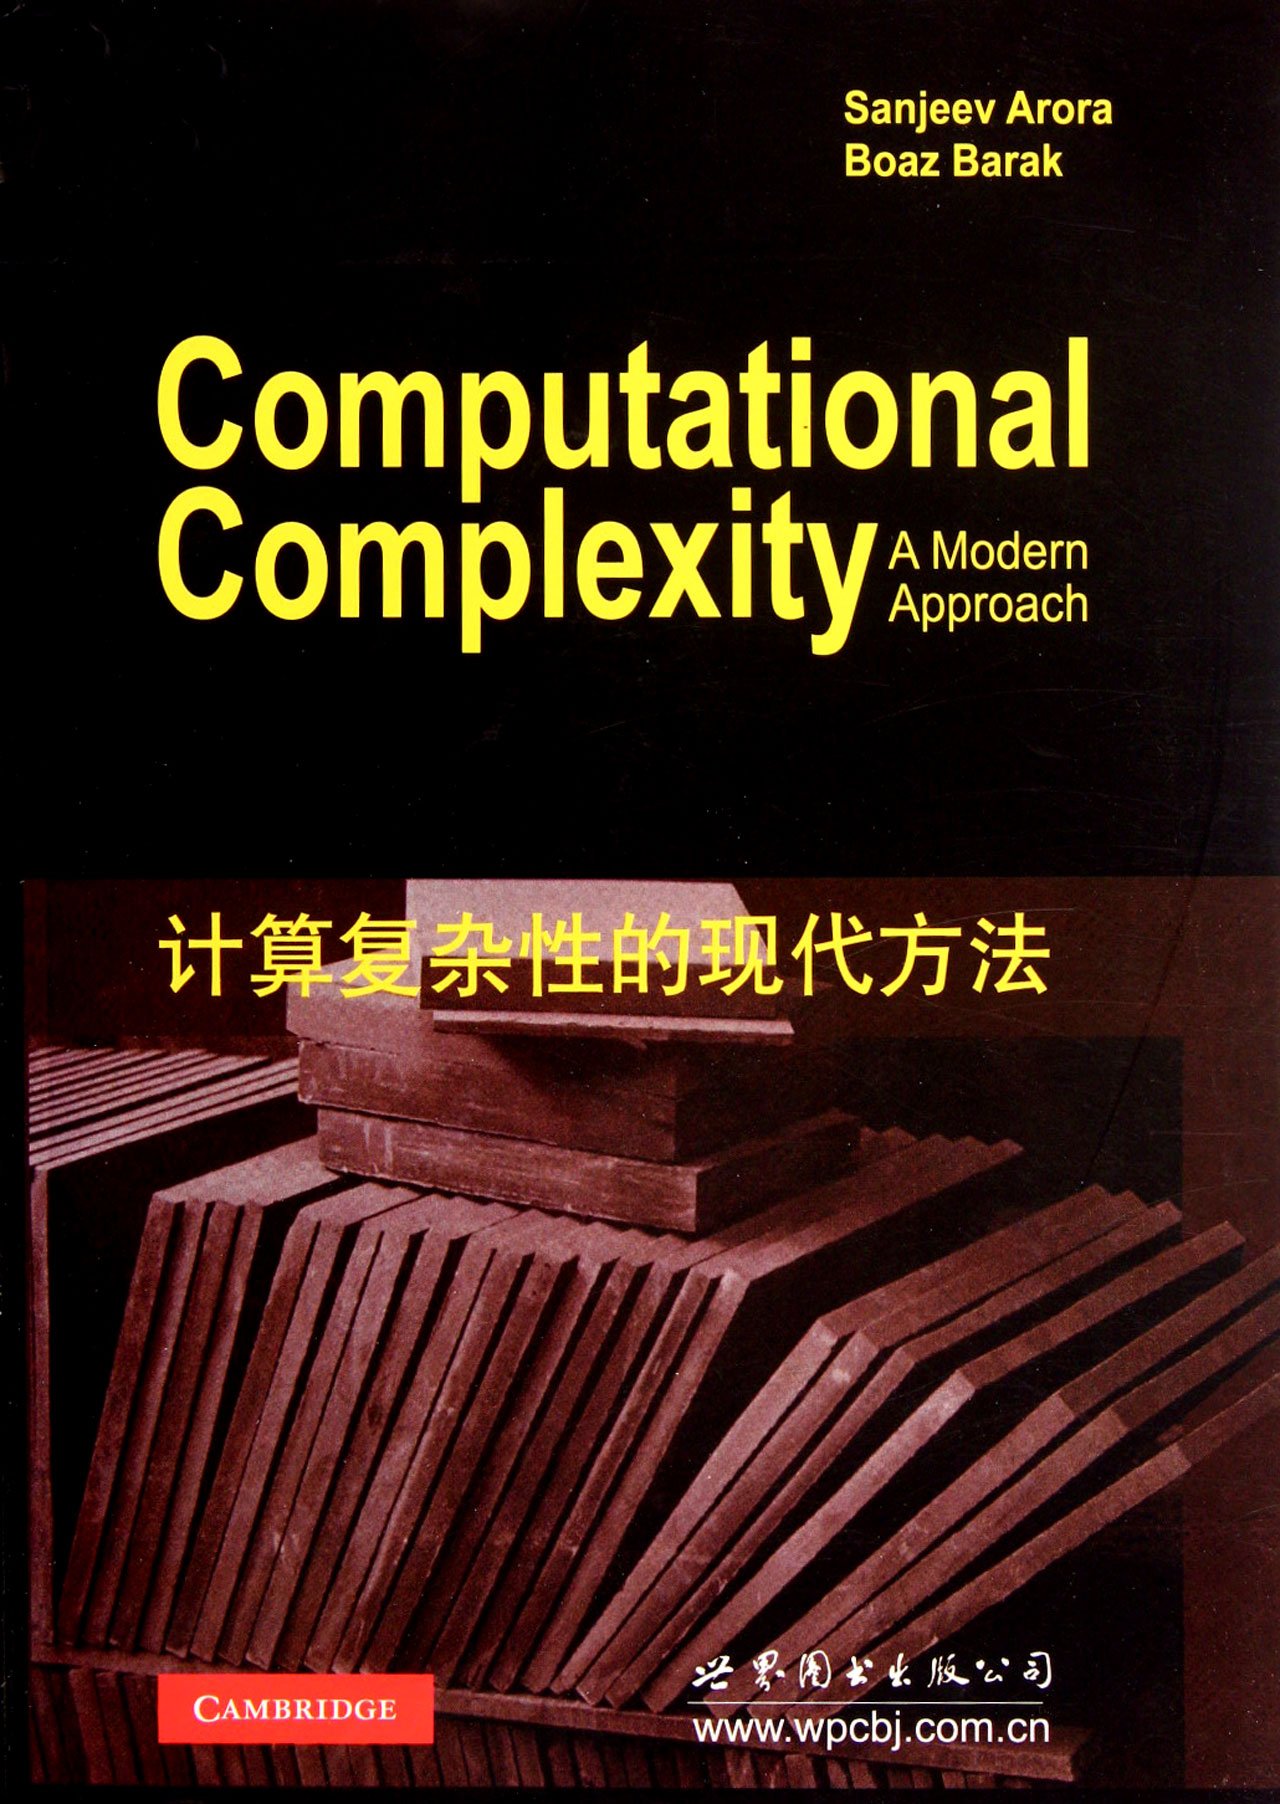 Sanjeev Arora
Boaz Barak
Computational
Complexity
A Modern
Approach
计算复杂性的现代方法
CAMBRIDGE
世界图书出版公司
www.wpcbj.com.cn